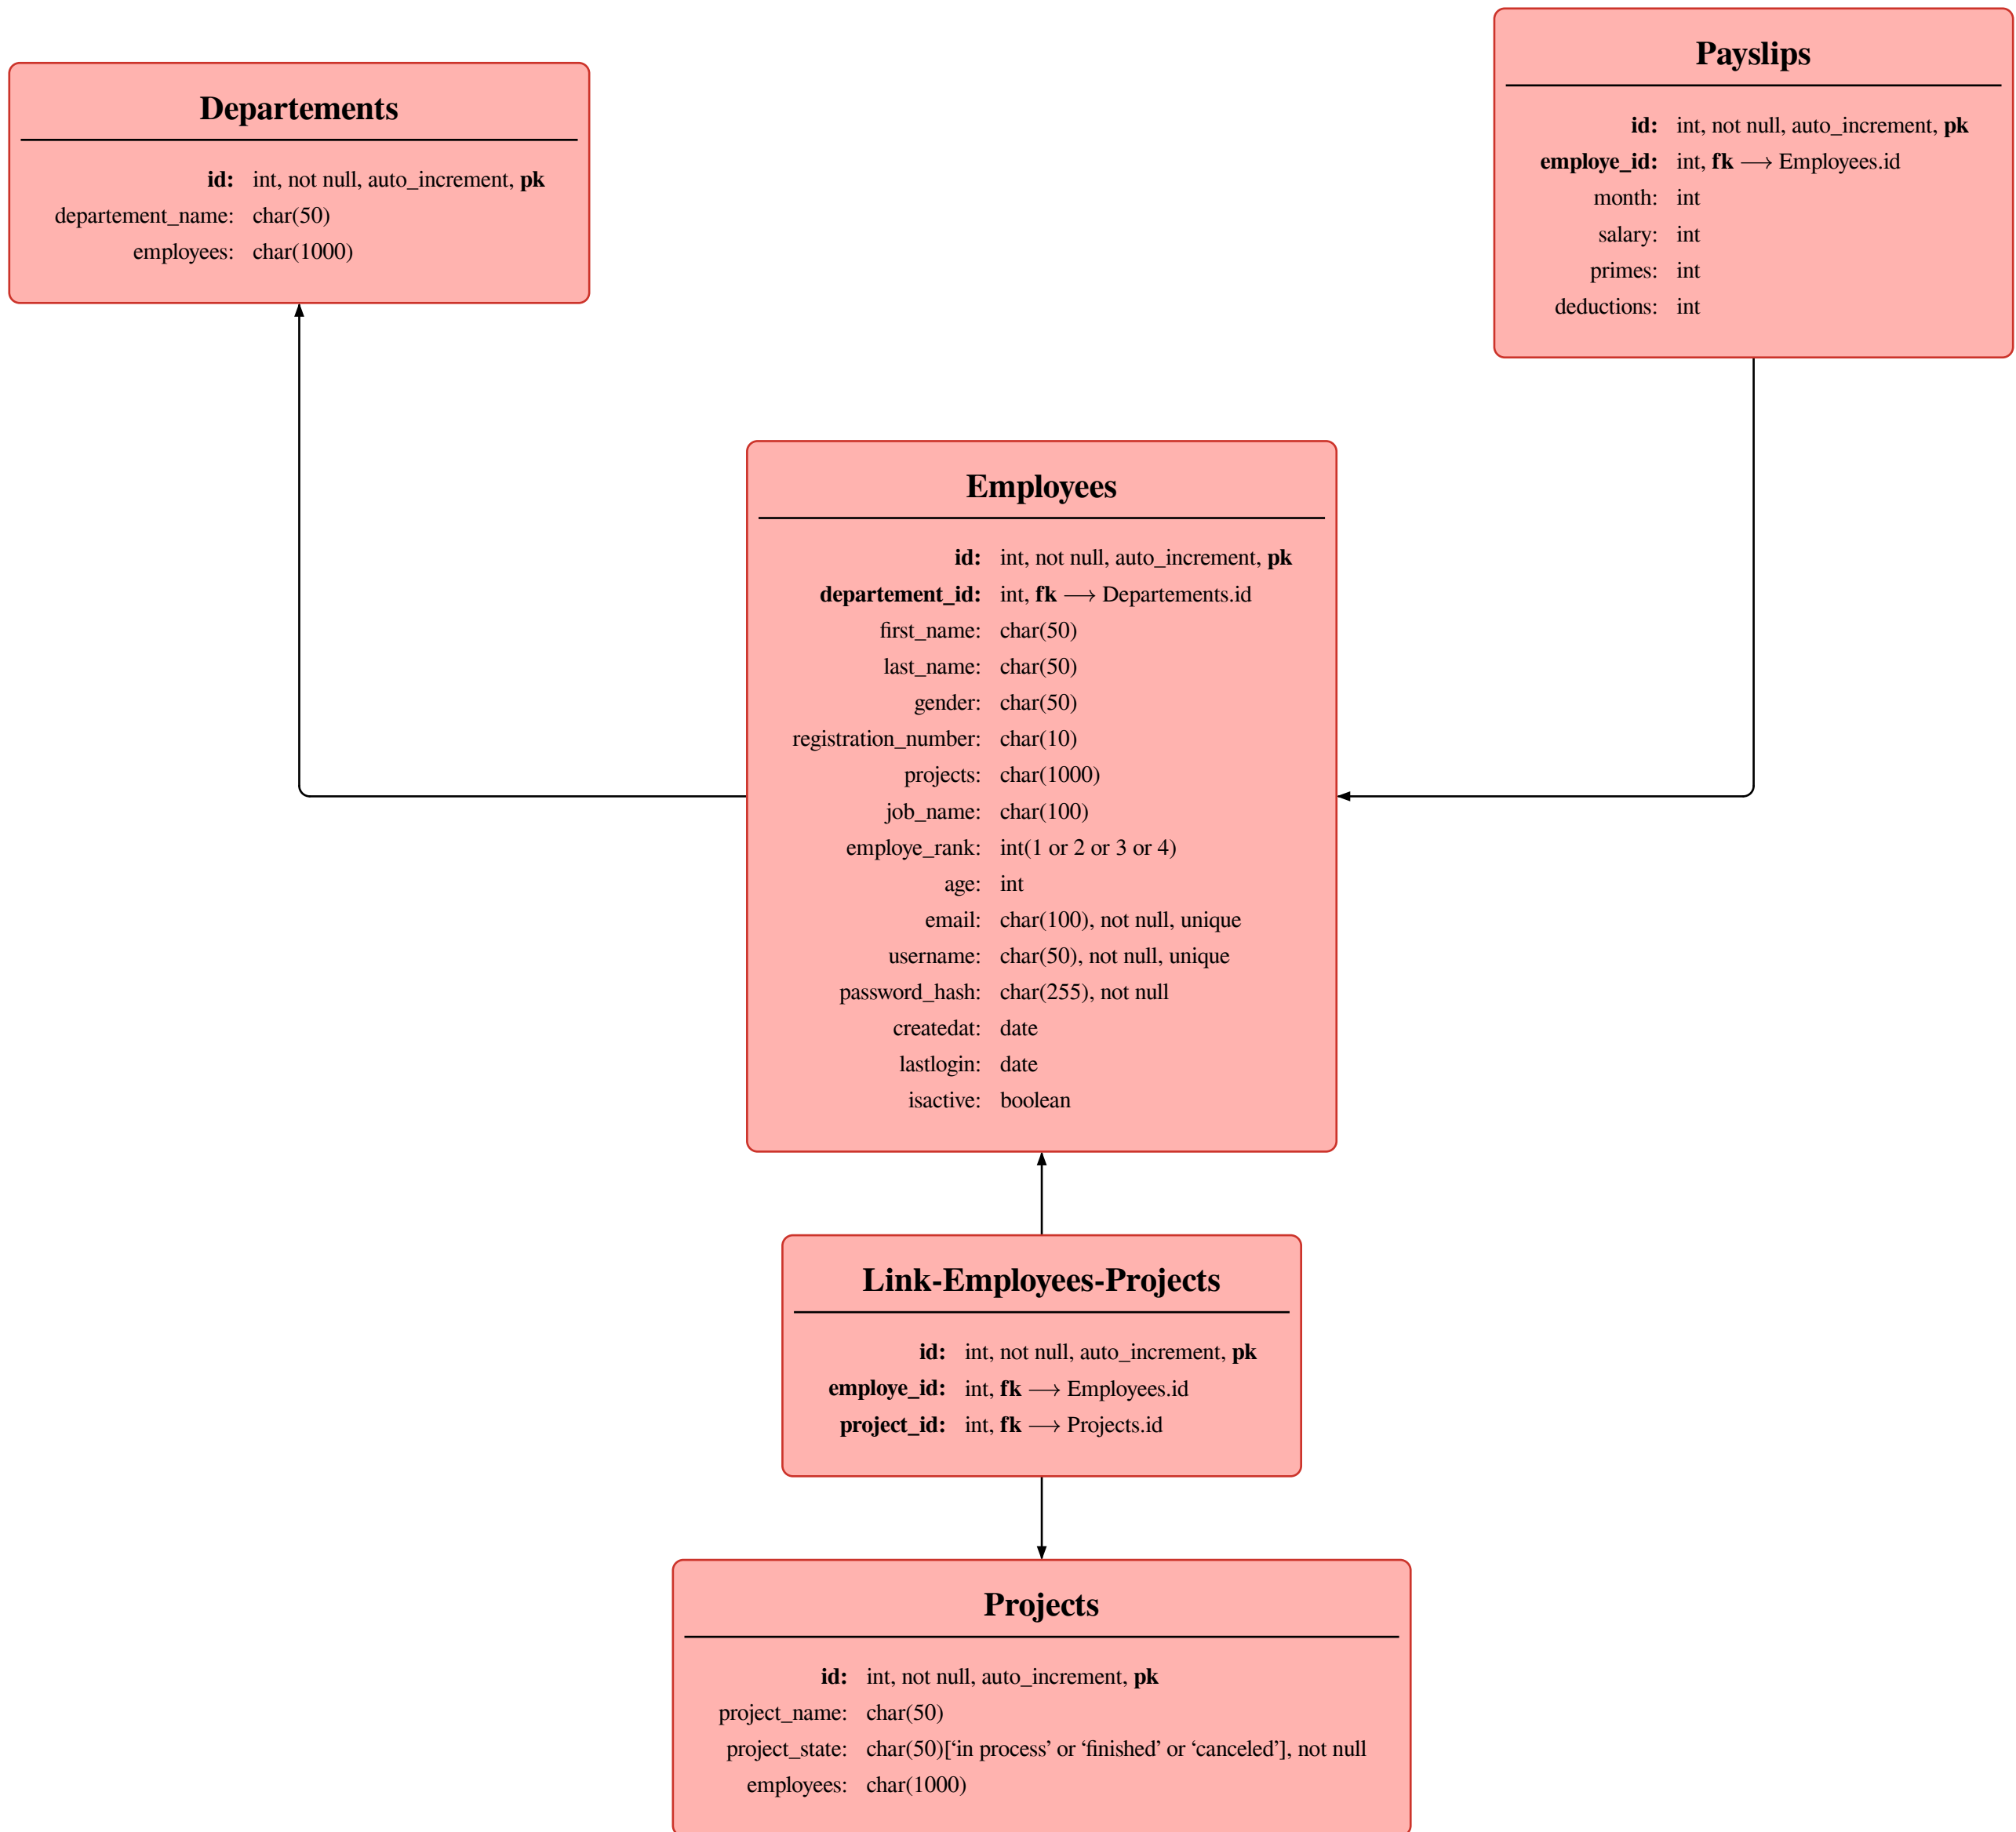 Departements
id: int, not null, auto_increment, pk
departement_name: char(50)
employees: char(1000)
Payslips
id: int, not null, auto_increment, pk
employe_id: int, fk ⟶ Employees.id
month: int
salary: int
primes: int
deductions: int
Employees
id: int, not null, auto_increment, pk
departement_id: int, fk ⟶ Departements.id
first_name: char(50)
last_name: char(50)
gender: char(50)
registration_number: char(10)
projects: char(1000)
job_name: char(100)
employe_rank: int(1 or 2 or 3 or 4)
age: int
email: char(100), not null, unique
username: char(50), not null, unique
password_hash: char(255), not null
createdat: date
lastlogin: date
isactive: boolean
Link-Employees-Projects
id: int, not null, auto_increment, pk
employe_id: int, fk ⟶ Employees.id
project_id: int, fk ⟶ Projects.id
Projects
id: int, not null, auto_increment, pk
project_name: char(50)
project_state: char(50)[‘in process’ or ‘finished’ or ‘canceled’], not null
employees: char(1000)